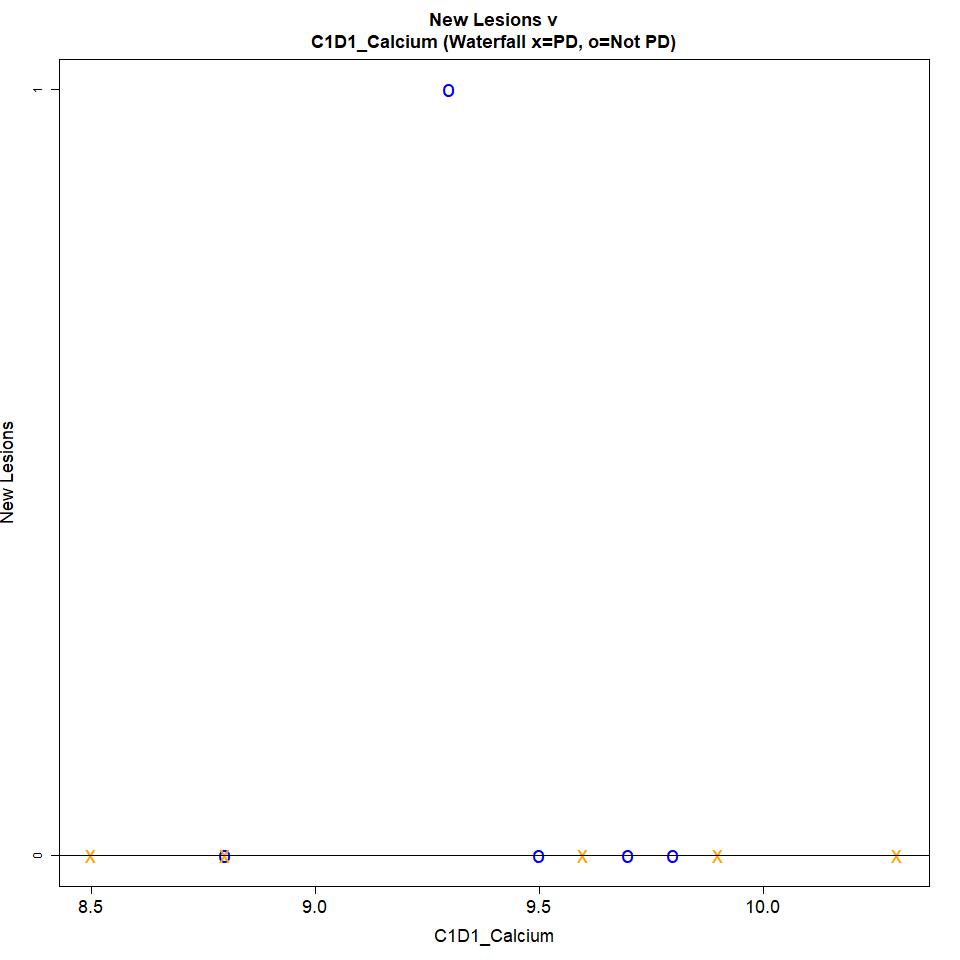 New Lesions v
C1D1_Calcium (Waterfall x=PD, o=Not PD)
1
o
New Lesions
0
x o x o x o o x x
8.5 9.0 9.5 10.0
C1D1_Calcium